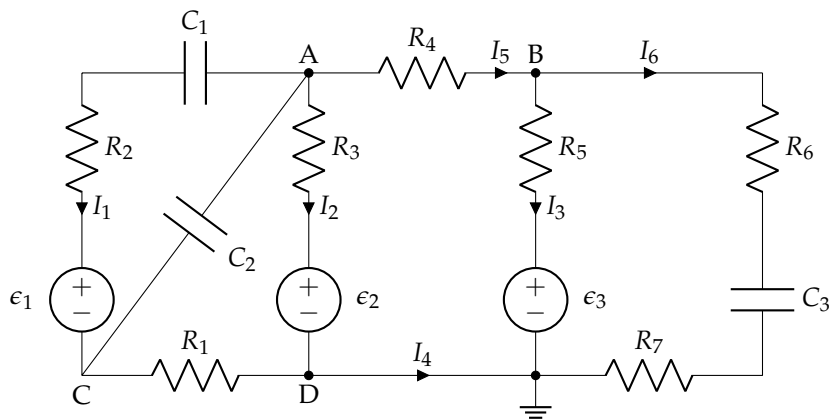 C₁
A
R₄
I₅
B
I₆
R₂
R₃
R₅
R₆
I₁
I₂
I₃
C₂
ϵ₁
+
−
ϵ₂
+
−
ϵ₃
+
−
C₃
R₁
I₄
R₇
C
D